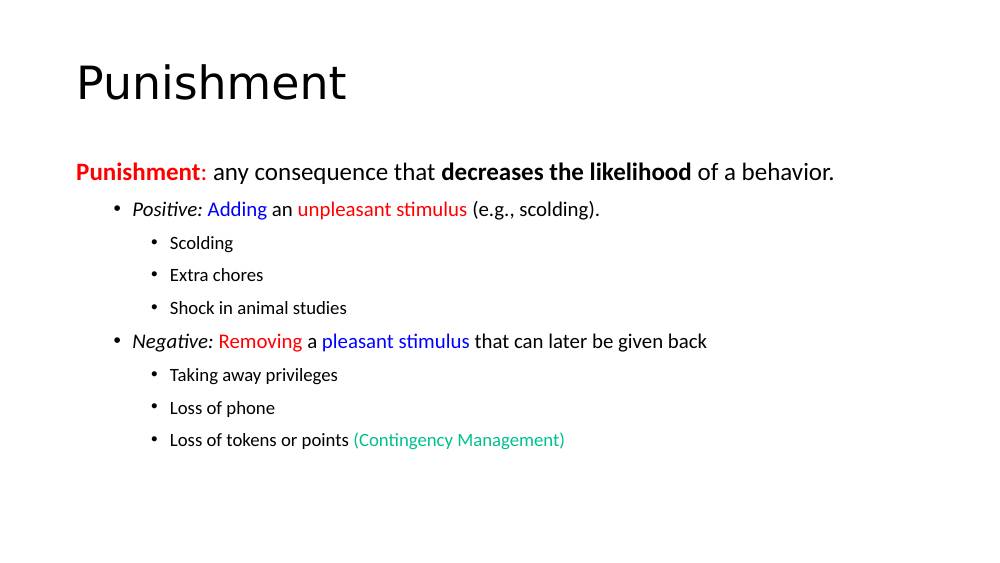 Punishment
Punishment: any consequence that decreases the likelihood of a behavior.
• Positive: Adding an unpleasant stimulus (e.g., scolding).
• Scolding
• Extra chores
• Shock in animal studies
• Negative: Removing a pleasant stimulus that can later be given back
• Taking away privileges
• Loss of phone
• Loss of tokens or points (Contingency Management)